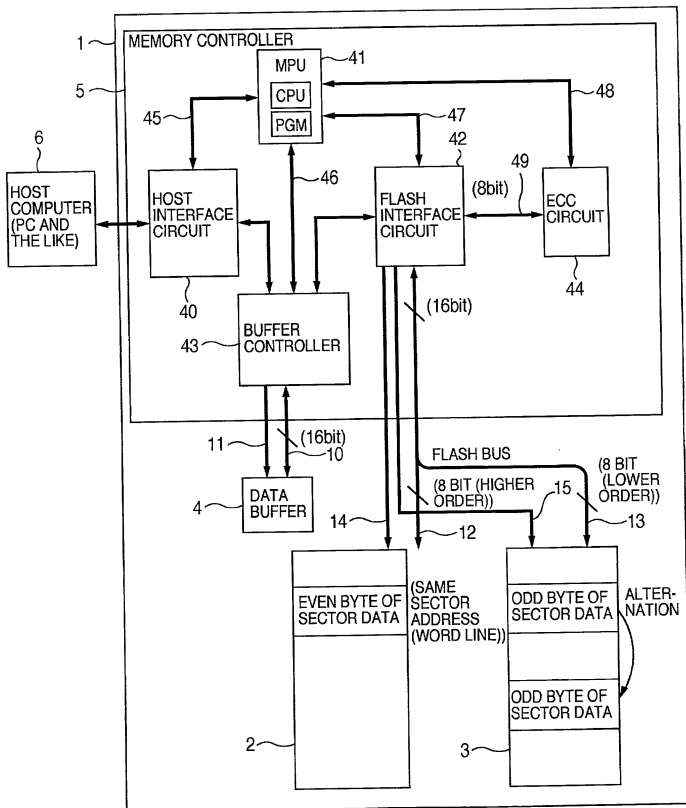 1
MEMORY CONTROLLER
5
MPU
41
CPU
PGM
45
47
48
6
HOST
COMPUTER
(PC AND
THE LIKE)
HOST
INTERFACE
CIRCUIT
40
46
42
FLASH
INTERFACE
CIRCUIT
49
(8bit)
ECC
CIRCUIT
44
43
BUFFER
CONTROLLER
(16bit)
11
(16bit)
10
4
DATA
BUFFER
FLASH BUS
(8 BIT (HIGHER
ORDER))
(8 BIT
(LOWER
ORDER))
14
12
15
13
EVEN BYTE OF
SECTOR DATA
(SAME
SECTOR
ADDRESS
(WORD LINE))
ODD BYTE OF
SECTOR DATA
ALTER-
NATION
ODD BYTE OF
SECTOR DATA
2
3